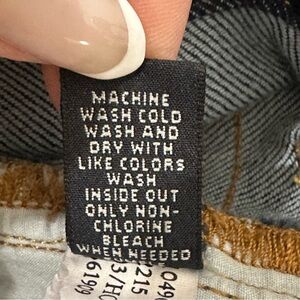 MACHINE
WASH COLD
WASH AND
DRY WITH
LIKE COLORS
WASH
INSIDE OUT
ONLY NON-
CHLORINE
BLEACH
WHEN NEEDED